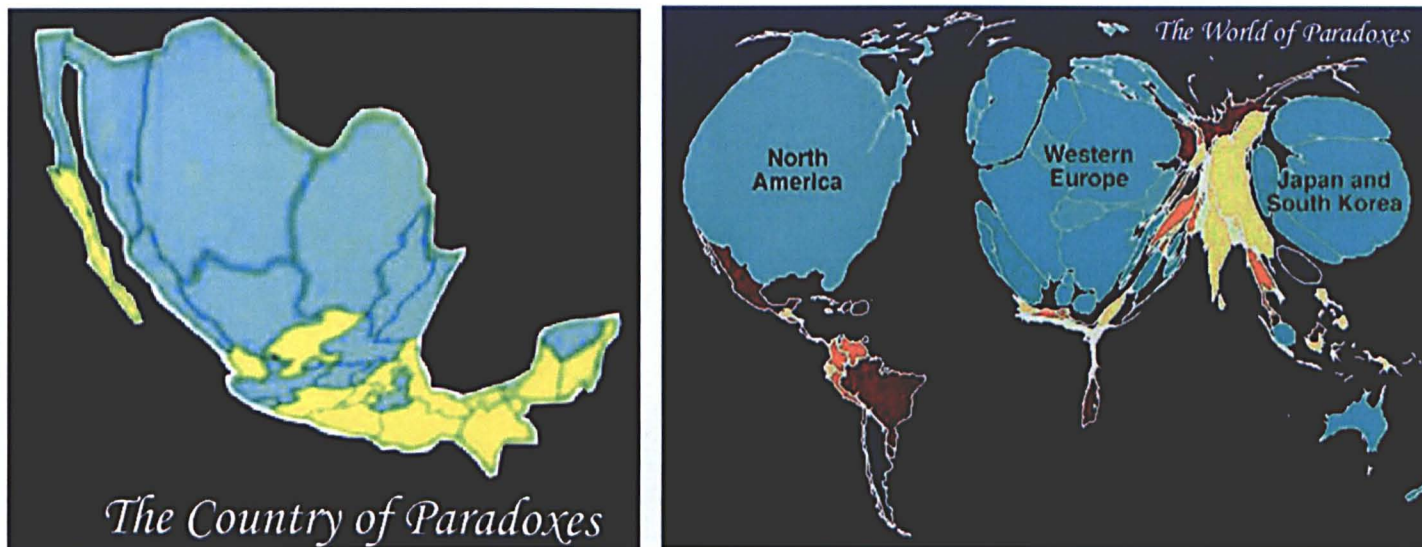 The Country of Paradoxes
The World of Paradoxes
North
America
Western
Europe
Japan and
South Korea